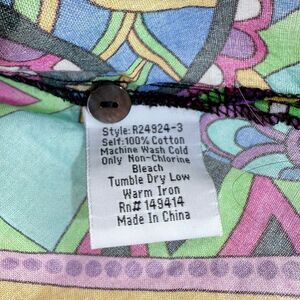 Style:R24924-3
Self:100% Cotton
Machine Wash Cold
Only Non-Chlorine
Bleach
Tumble Dry Low
Warm Iron
Rn#149414
Made In China